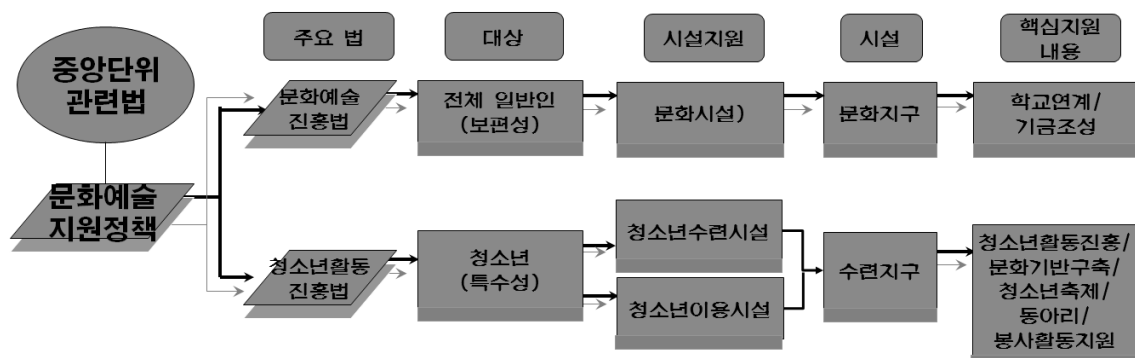 주요 법
대상
시설지원
시설
핵심지원
내용
중앙단위
관련법
문화예술
지원정책
문화예술
진흥법
전체 일반인
(보편성)
문화시설)
문화지구
학교연계/
기금조성
청소년활동
진흥법
청소년
(특수성)
청소년수련시설
청소년이용시설
수련지구
청소년활동진흥/
문화기반구축/
청소년축제/
동아리/
봉사활동지원